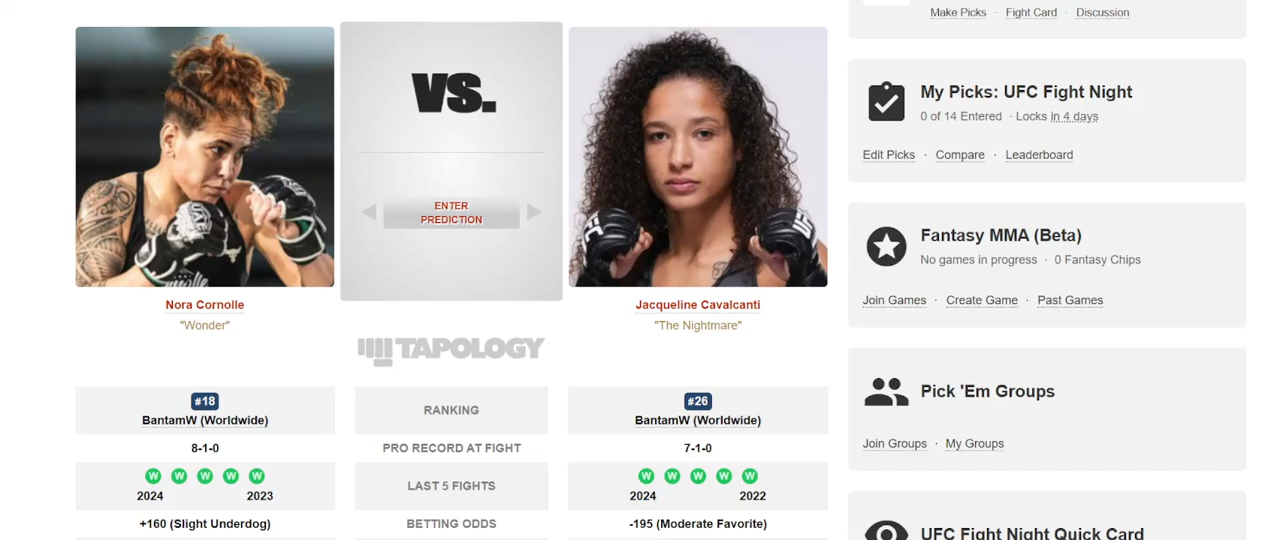 Make Picks · Fight Card · Discussion
VS.
ENTER
PREDICTION
Nora Cornolle
"Wonder"
Jacqueline Cavalcanti
"The Nightmare"
TAPOLOGY
#18
BantamW (Worldwide)
RANKING
#26
BantamW (Worldwide)
8-1-0
PRO RECORD AT FIGHT
7-1-0
W W W W W
2024 2023
LAST 5 FIGHTS
W W W W W
2024 2022
+160 (Slight Underdog)
BETTING ODDS
-195 (Moderate Favorite)
My Picks: UFC Fight Night
0 of 14 Entered · Locks in 4 days
Edit Picks · Compare · Leaderboard
Fantasy MMA (Beta)
No games in progress · 0 Fantasy Chips
Join Games · Create Game · Past Games
Pick 'Em Groups
Join Groups · My Groups
UFC Fight Night Quick Card